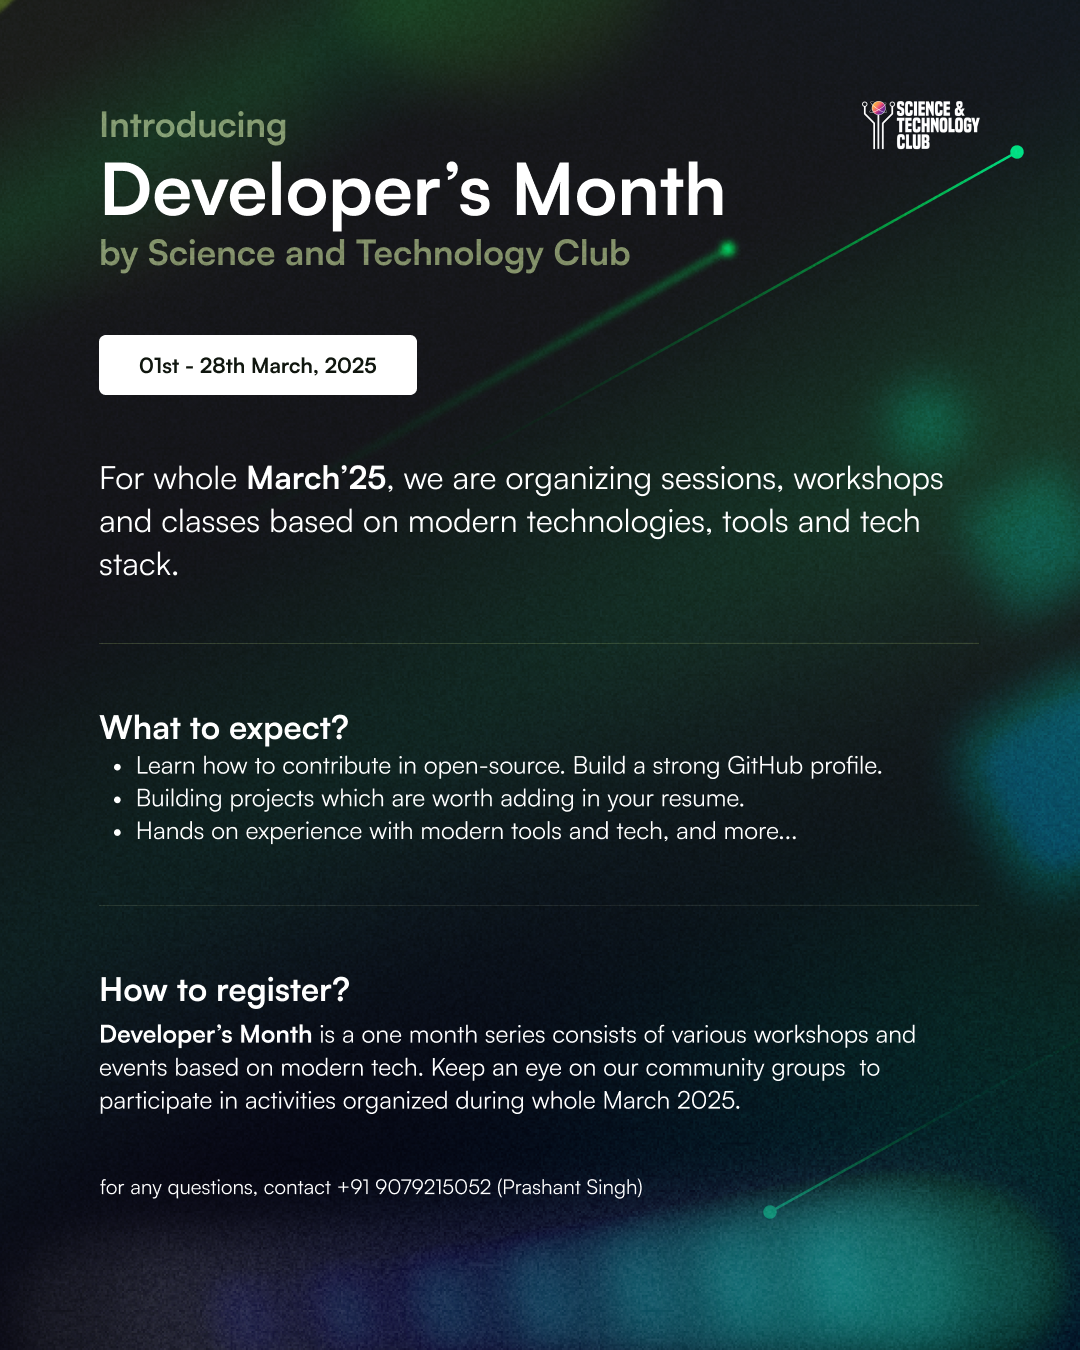 Introducing
Developer’s Month
by Science and Technology Club
SCIENCE &
TECHNOLOGY
CLUB
01st - 28th March, 2025
For whole March’25, we are organizing sessions, workshops
and classes based on modern technologies, tools and tech
stack.
What to expect?
• Learn how to contribute in open-source. Build a strong GitHub profile.
• Building projects which are worth adding in your resume.
• Hands on experience with modern tools and tech, and more...
How to register?
Developer’s Month is a one month series consists of various workshops and
events based on modern tech. Keep an eye on our community groups  to
participate in activities organized during whole March 2025.
for any questions, contact +91 9079215052 (Prashant Singh)